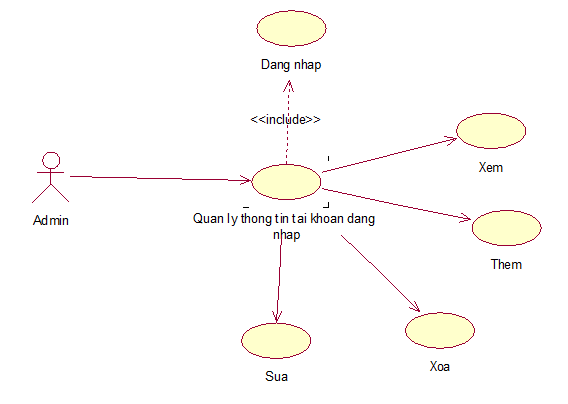 Dang nhap
<<include>>
Xem
Admin
Quan ly thong tin tai khoan dang
nhap
Them
Sua
Xoa